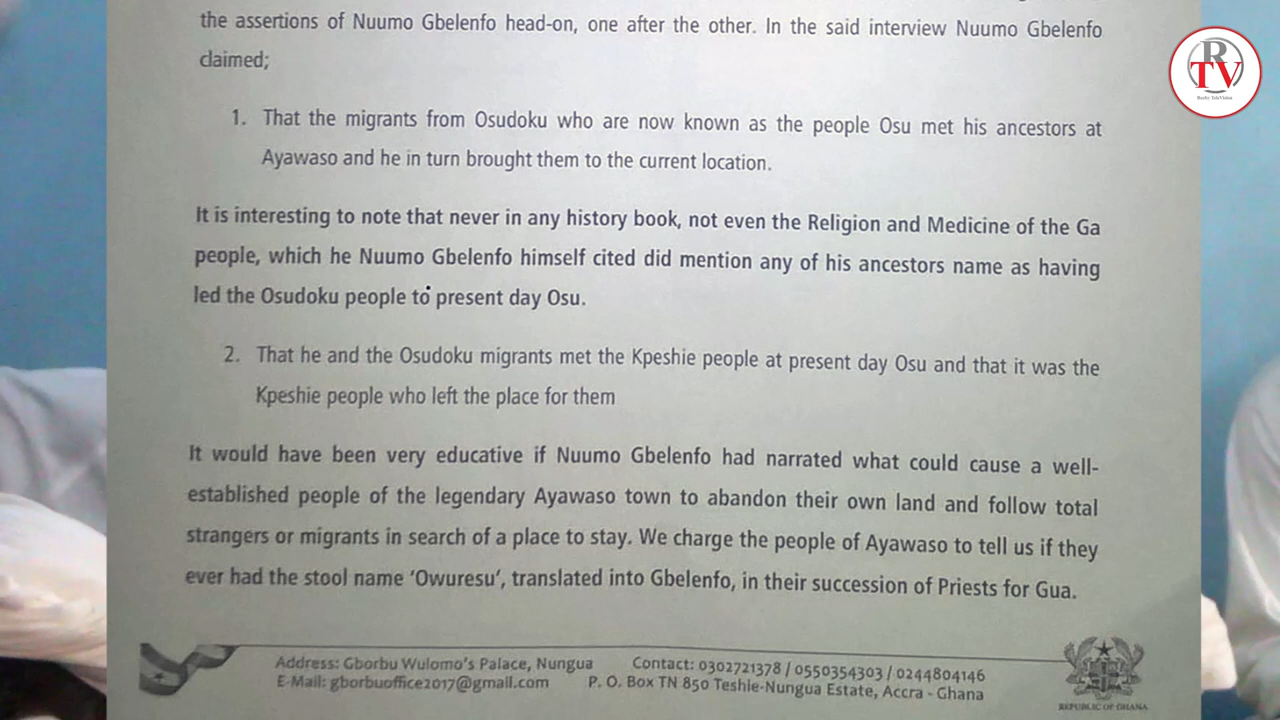 the assertions of Nuumo Gbelenfo head-on, one after the other. In the said interview Nuumo Gbelenfo
claimed;
1. That the migrants from Osudoku who are now known as the people Osu met his ancestors at
Ayawaso and he in turn brought them to the current location.
It is interesting to note that never in any history book, not even the Religion and Medicine of the Ga
people, which he Nuumo Gbelenfo himself cited did mention any of his ancestors name as having
led the Osudoku people to present day Osu.
2. That he and the Osudoku migrants met the Kpeshie people at present day Osu and that it was the
Kpeshie people who left the place for them
It would have been very educative if Nuumo Gbelenfo had narrated what could cause a well-
established people of the legendary Ayawaso town to abandon their own land and follow total
strangers or migrants in search of a place to stay. We charge the people of Ayawaso to tell us if they
ever had the stool name ‘Owuresu’, translated into Gbelenfo, in their succession of Priests for Gua.
Address: Gborbu Wulomo's Palace, Nungua Contact: 0302721378 / 0550354303 / 0244804146
E-Mail: gborbuoffice2017@gmail.com P. O. Box TN 850 Teshie-Nungua Estate, Accra - Ghana
REPUBLIC OF GHANA
RTV